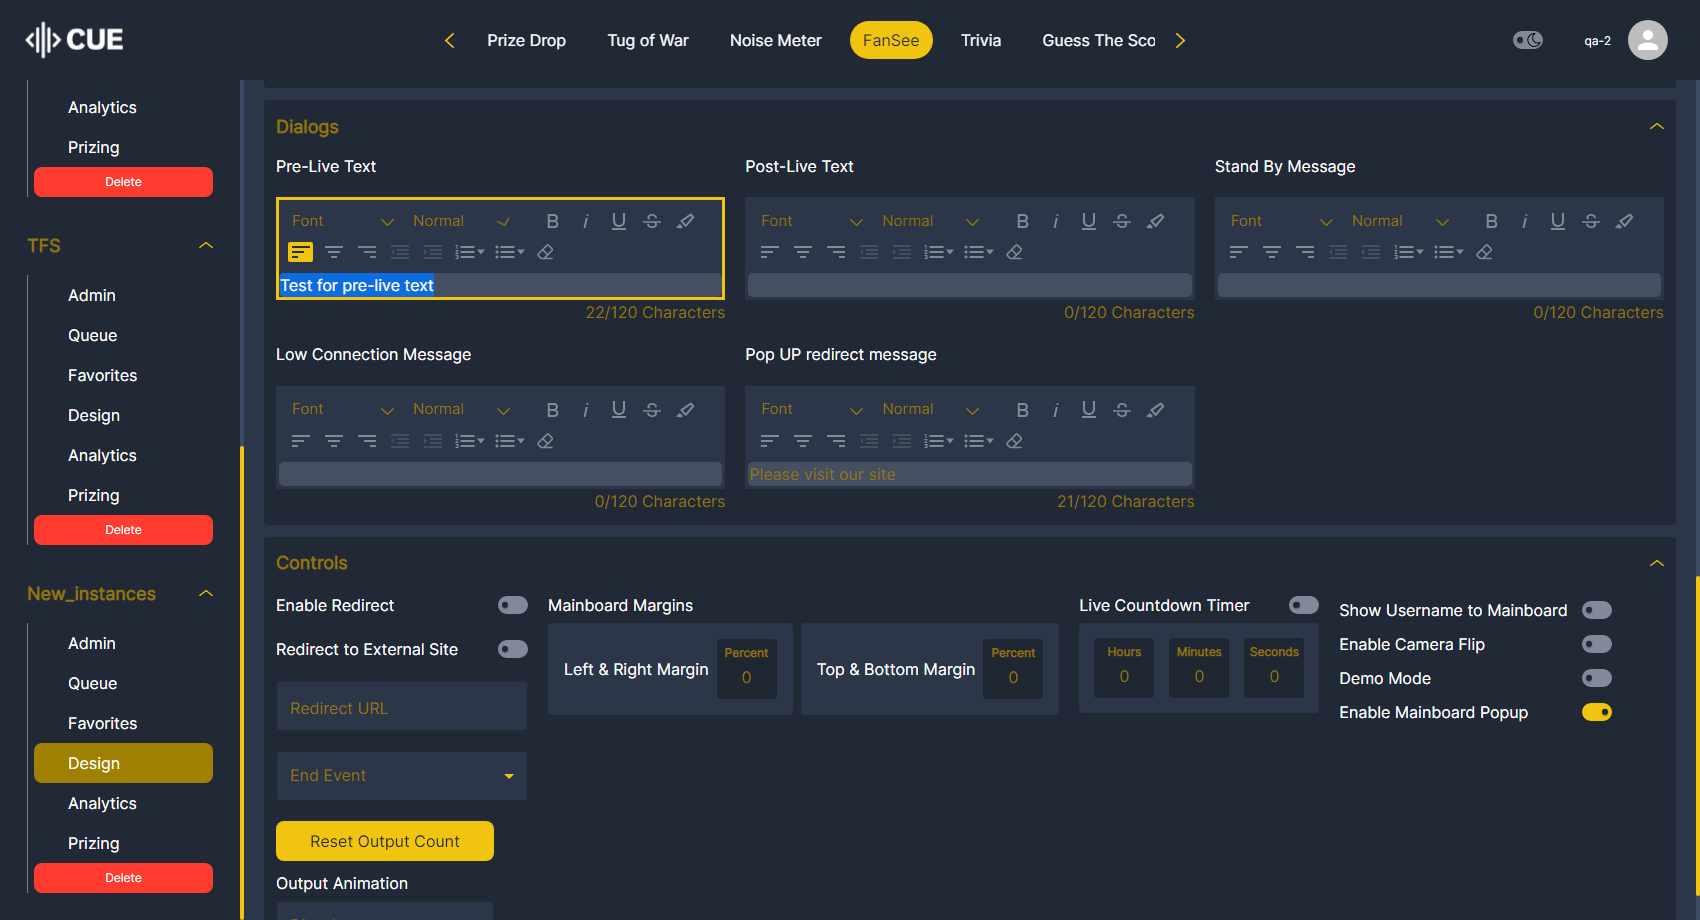 CUE
Prize Drop
Tug of War
Noise Meter
FanSee
Trivia
Guess The Sco
qa-2
Analytics
Prizing
Delete
TFS
Admin
Queue
Favorites
Design
Analytics
Prizing
Delete
New_instances
Admin
Queue
Favorites
Design
Analytics
Prizing
Delete
Dialogs
Pre-Live Text
Font Normal B i U S
Test for pre-live text
22/120 Characters
Post-Live Text
Font Normal B i U S
0/120 Characters
Stand By Message
Font Normal B i U S
0/120 Characters
Low Connection Message
Font Normal B i U S
0/120 Characters
Pop UP redirect message
Font Normal B i U S
Please visit our site
21/120 Characters
Controls
Enable Redirect
Redirect to External Site
Redirect URL
End Event
Reset Output Count
Output Animation
Mainboard Margins
Left & Right Margin
Percent
0
Top & Bottom Margin
Percent
0
Live Countdown Timer
Hours
0
Minutes
0
Seconds
0
Show Username to Mainboard
Enable Camera Flip
Demo Mode
Enable Mainboard Popup